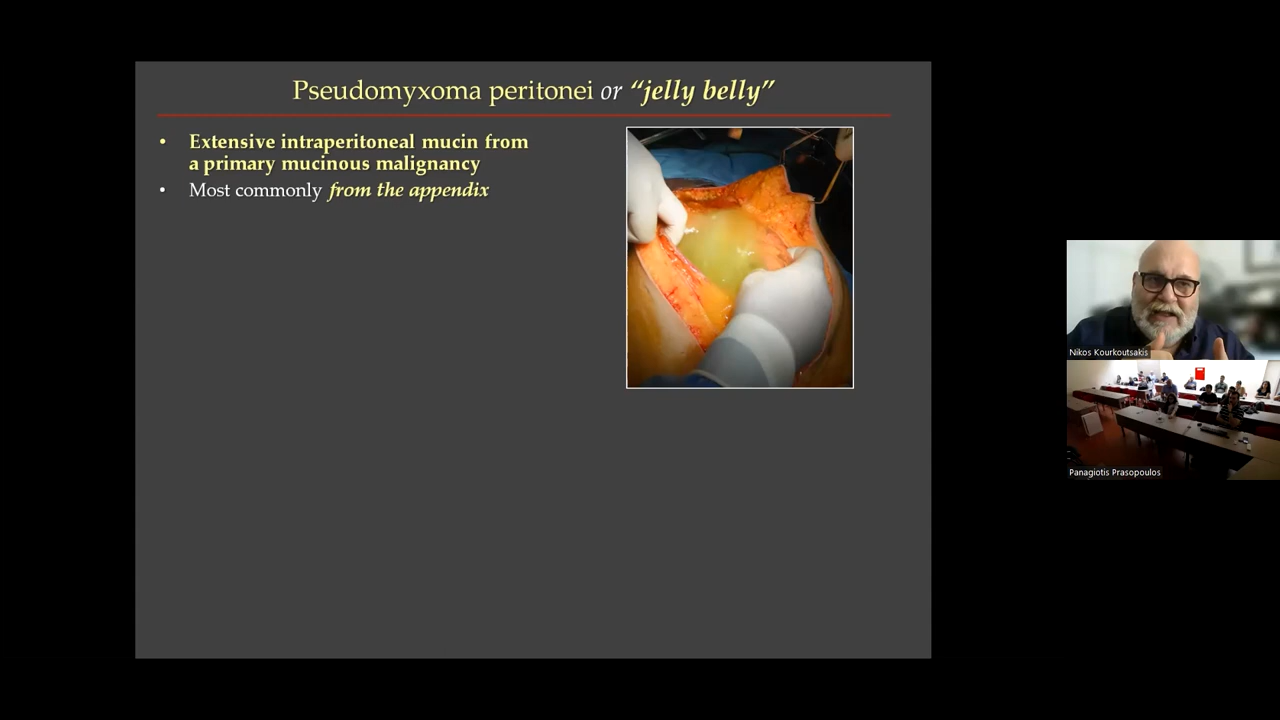 Pseudomyxoma peritonei or “jelly belly”
• Extensive intraperitoneal mucin from
a primary mucinous malignancy
• Most commonly from the appendix
Nikos Kourkoutsakis
Panagiotis Prasopoulos